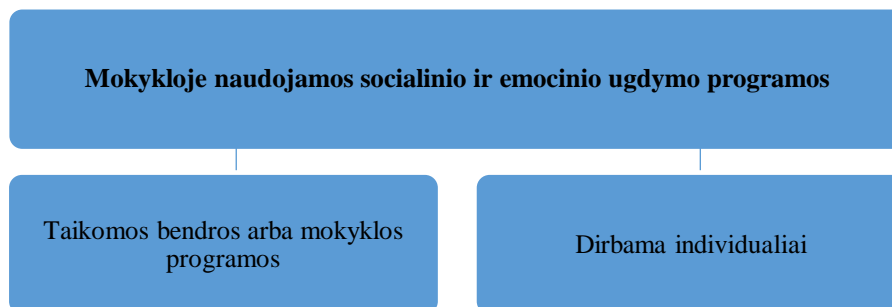 Mokykloje naudojamos socialinio ir emocinio ugdymo programos
Taikomos bendros arba mokyklos
programos
Dirbama individualiai